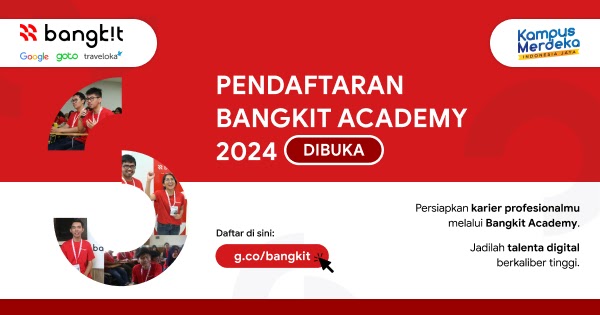 bangk!t
Google goto traveloka
Kampus
Merdeka
INDONESIA JAYA
PENDAFTARAN
BANGKIT ACADEMY
2024 DIBUKA
Persiapkan karier profesionalmu
melalui Bangkit Academy.
Jadilah talenta digital
berkaliber tinggi.
Daftar di sini:
g.co/bangkit